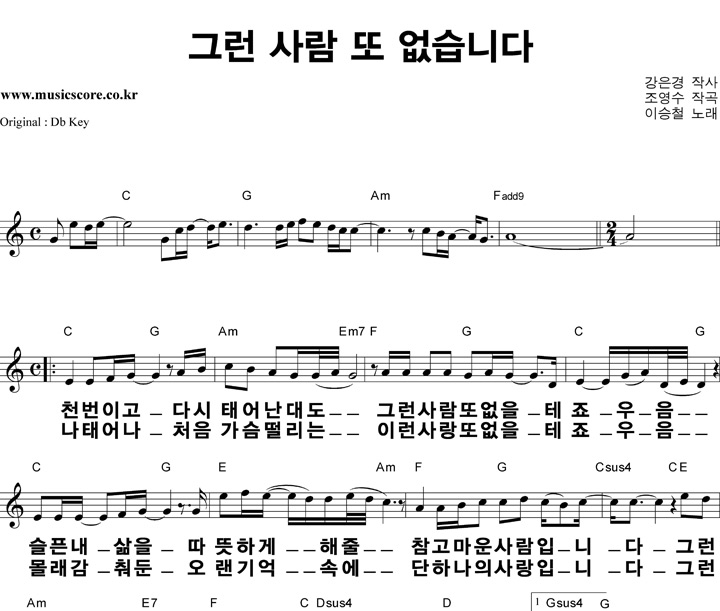 그런 사람 또 없습니다
강은경 작사
www.musicscore.co.kr
조영수 작곡
이승철 노래
Original : Db Key
C G Am Fadd9
C G Am Em7 F G C G
천번이고 _ 다시 태어난대도 _ _ 그런사람또없을 _ 테 죠 _ 우 _ 음 _
나태어나 _ 처음 가슴떨리는 _ _ 이런사랑또없을 _ 테 죠 _ 우 _ 음 _
C G E Am F G Csus4 C E
슬픈내 _ 삶을 _ 따 뜻하게 _ 해줄 _ 참고마운사람입 _ 니 _ 다 _ 그런
몰래감 _ 춰둔 _ 오 랜기억 _ 속에 _ 단하나의사랑입 _ 니 _ 다 _ 그런
Am E7 F C Dsus4 D 1 Gsus4 G